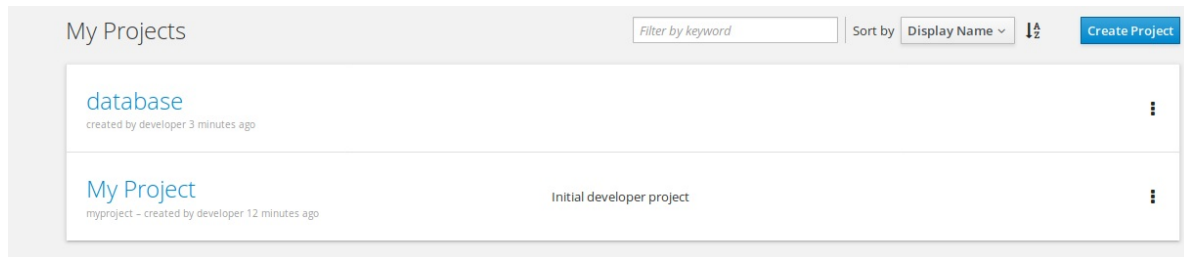 My Projects
Filter by keyword
Sort by Display Name
A
Z
Create Project
database
created by developer 3 minutes ago
My Project
Initial developer project
myproject – created by developer 12 minutes ago